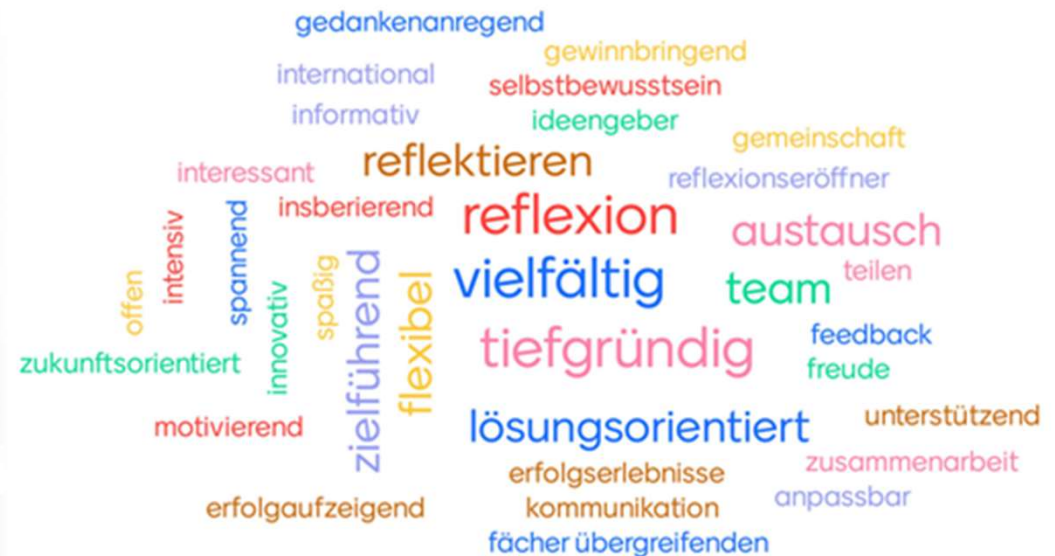 gedankenanregend
gewinnbringend
international
selbstbewusstsein
informativ
ideengeber
gemeinschaft
reflektieren
interessant
reflexionseröffner
insberierend
reflexion
austausch
intensiv
spannend
teilen
vielfältig
team
offen
innovativ
spaßig
zielführend
flexibel
feedback
tiefgründig
zukunftsorientiert
freude
unterstützend
motivierend
lösungsorientiert
zusammenarbeit
erfolgserlebnisse
anpassbar
erfolgaufzeigend
kommunikation
fächer übergreifenden